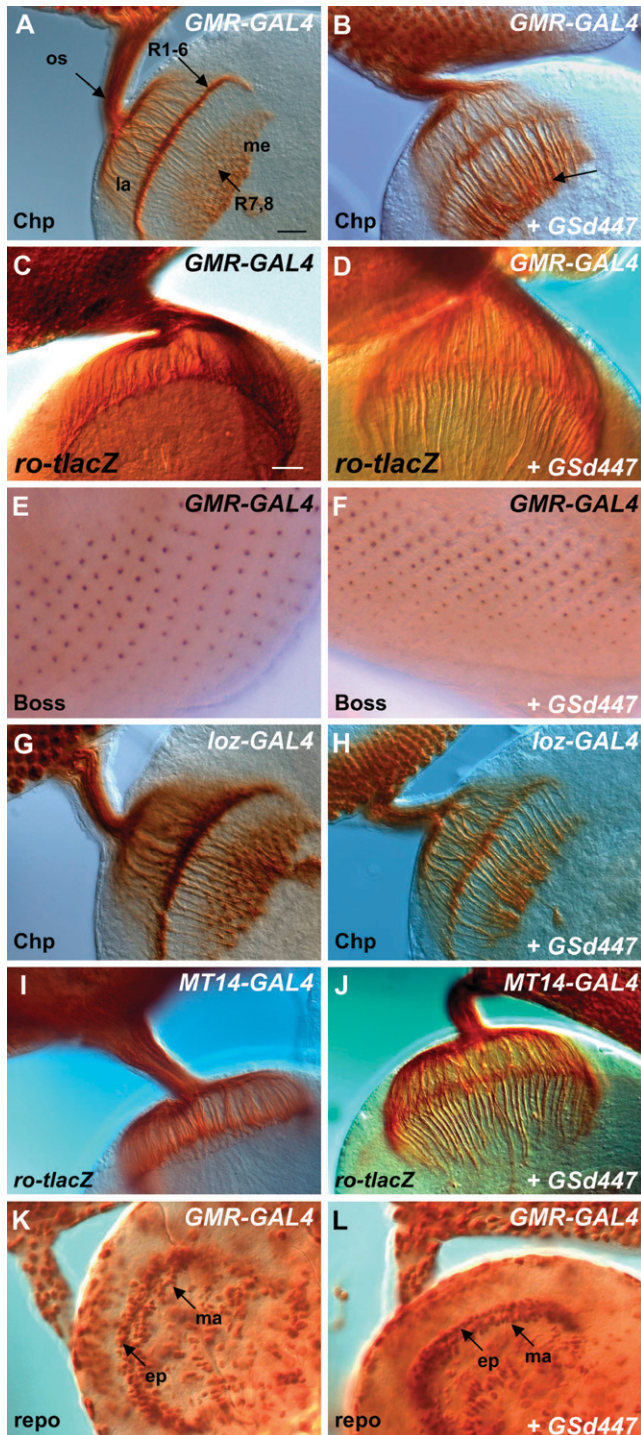 A GMR-GAL4
os
R1-6
la
me
R7,8
Chp
B GMR-GAL4
Chp + GSd447
C GMR-GAL4
ro-tlacZ
D GMR-GAL4
ro-tlacZ + GSd447
E GMR-GAL4
Boss
F GMR-GAL4
Boss + GSd447
G loz-GAL4
Chp
H loz-GAL4
Chp + GSd447
I MT14-GAL4
ro-tlacZ
J MT14-GAL4
ro-tlacZ + GSd447
K GMR-GAL4
ma
ep
repo
L GMR-GAL4
ep
ma
repo + GSd447